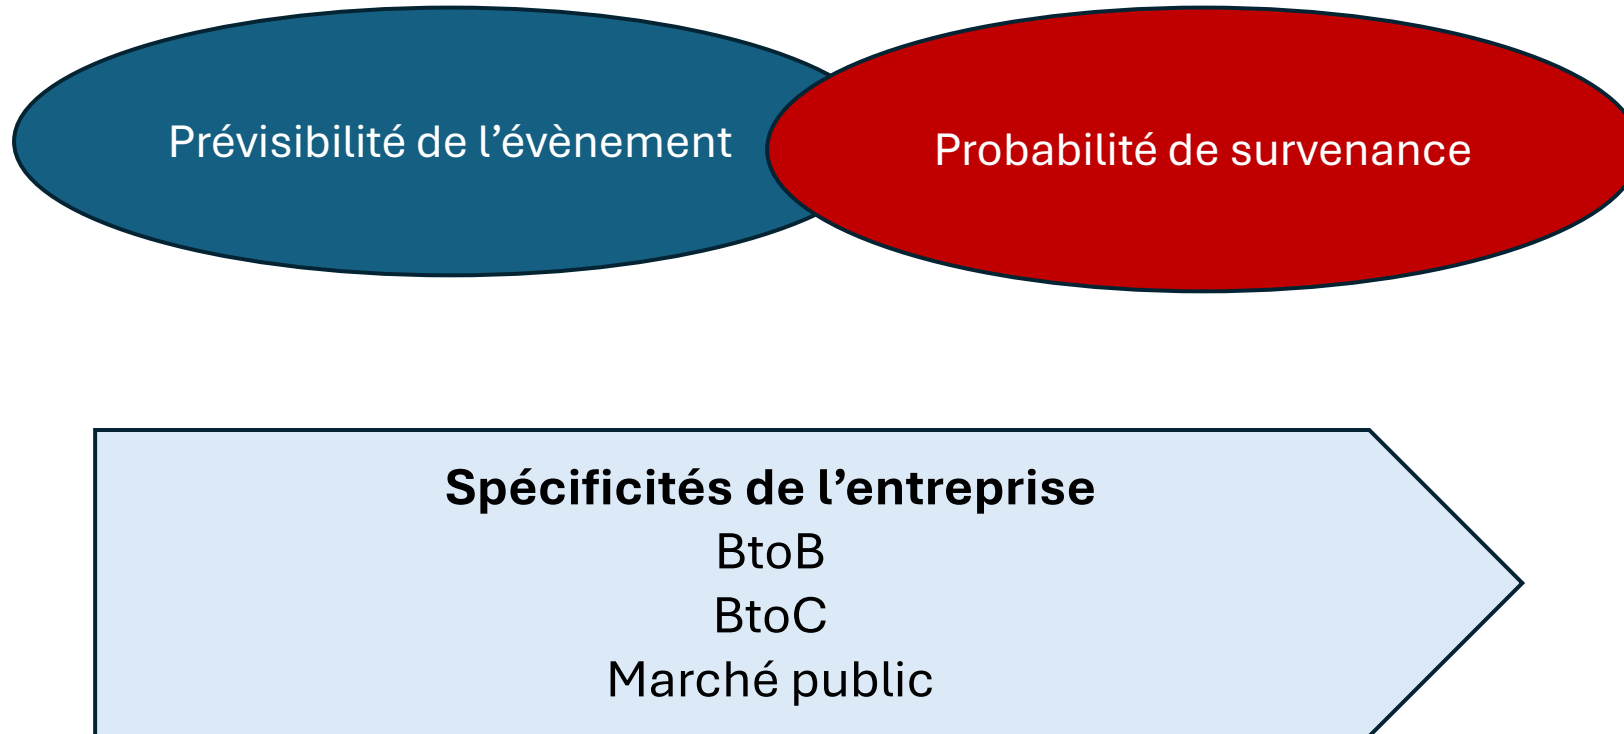 Prévisibilité de l’évènement
Probabilité de survenance
Spécificités de l’entreprise
BtoB
BtoC
Marché public